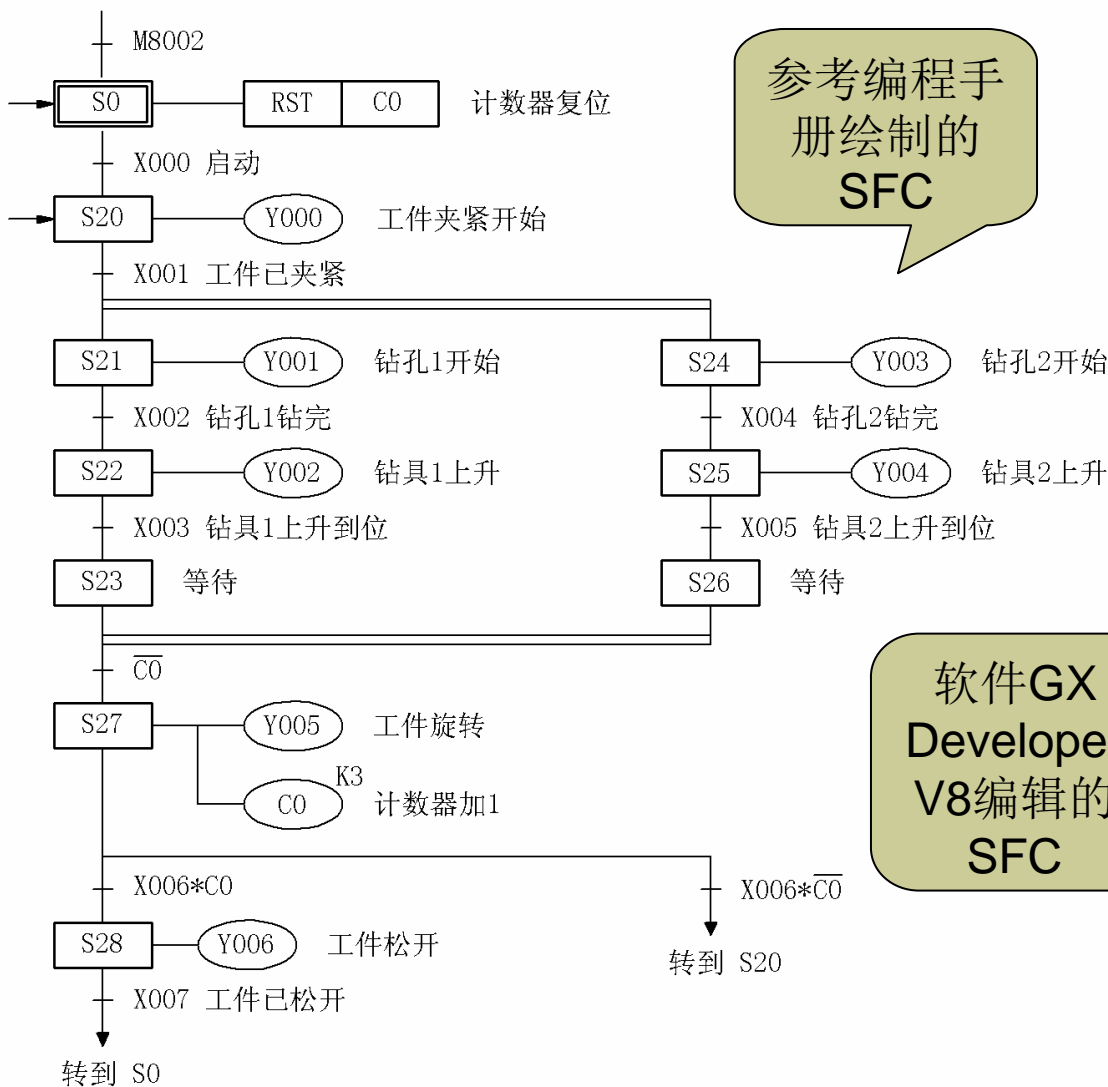 M8002
S0 RST C0 计数器复位
X000 启动
S20 Y000 工件夹紧开始
X001 工件已夹紧
参考编程手
册绘制的
SFC
S21 Y001 钻孔1开始 S24 Y003 钻孔2开始
X002 钻孔1钻完 X004 钻孔2钻完
S22 Y002 钻具1上升 S25 Y004 钻具2上升
X003 钻具1上升到位 X005 钻具2上升到位
S23 等待 S26 等待
C̅0̅
S27 Y005 工件旋转
K3
C0 计数器加1
软件GX
Develope
V8编辑的
SFC
X006*C0 X006*C̅0̅
S28 Y006 工件松开
转到 S20
X007 工件已松开
转到 S0